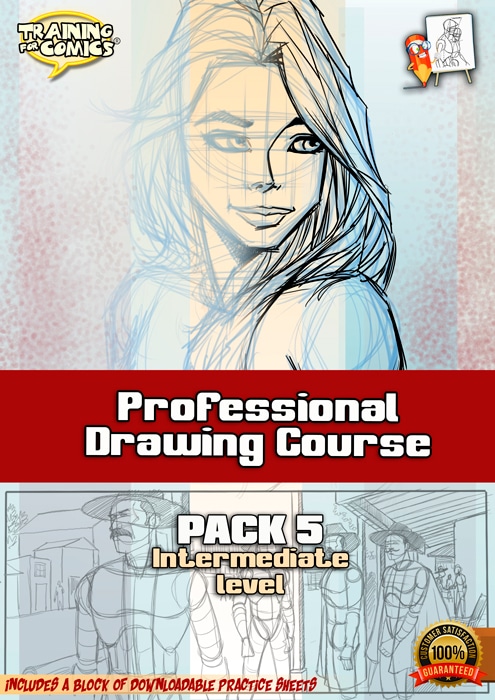 TRAINING
FOR COMICS®
Professional
Drawing Course
PACK 5
Intermediate
level
CUSTOMER SATISFACTION
100%
GUARANTEED
iNCLUDES A BLOCK OF DOWNLOADABLE PRACTICE SHEETS